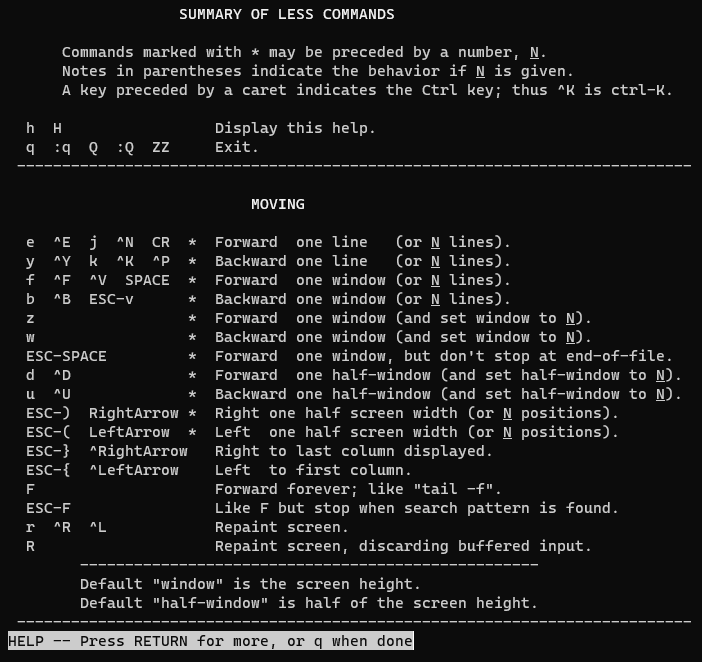 SUMMARY OF LESS COMMANDS
Commands marked with * may be preceded by a number, N.
Notes in parentheses indicate the behavior if N is given.
A key preceded by a caret indicates the Ctrl key; thus ^K is ctrl-K.
h  H                 Display this help.
q  :q  Q  :Q  ZZ     Exit.
---------------------------------------------------------------------------
MOVING
e  ^E  j  ^N  CR  *  Forward  one line   (or N lines).
y  ^Y  k  ^K  ^P  *  Backward one line   (or N lines).
f  ^F  ^V  SPACE  *  Forward  one window (or N lines).
b  ^B  ESC-v      *  Backward one window (or N lines).
z                 *  Forward  one window (and set window to N).
w                 *  Backward one window (and set window to N).
ESC-SPACE         *  Forward  one window, but don't stop at end-of-file.
d  ^D             *  Forward  one half-window (and set half-window to N).
u  ^U             *  Backward one half-window (and set half-window to N).
ESC-)  RightArrow *  Right one half screen width (or N positions).
ESC-(  LeftArrow  *  Left  one half screen width (or N positions).
ESC-}  ^RightArrow   Right to last column displayed.
ESC-{  ^LeftArrow    Left  to first column.
F                    Forward forever; like "tail -f".
ESC-F                Like F but stop when search pattern is found.
r  ^R  ^L            Repaint screen.
R                    Repaint screen, discarding buffered input.
---------------------------------------------------
Default "window" is the screen height.
Default "half-window" is half of the screen height.
---------------------------------------------------------------------------
HELP -- Press RETURN for more, or q when done